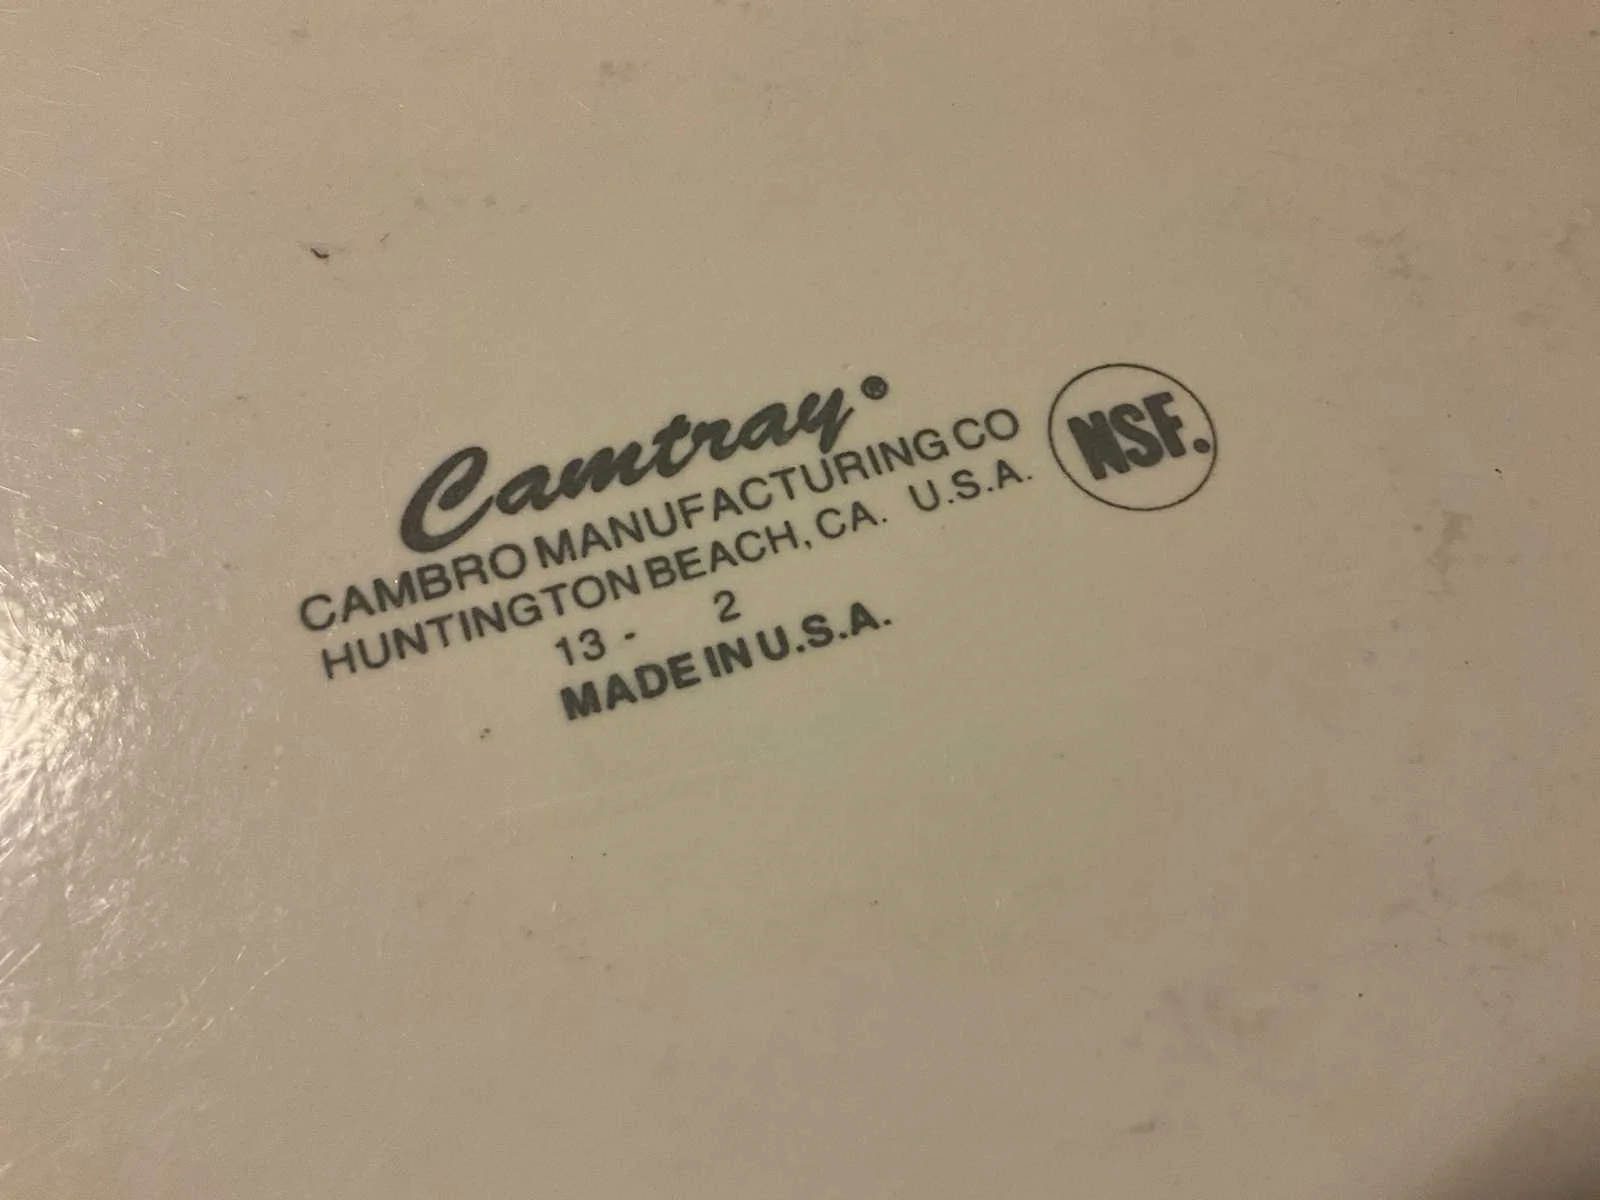 Camtray®
CAMBRO MANUFACTURING CO
HUNTINGTON BEACH, CA. U.S.A.
13 - 2
MADE IN U.S.A.
NSF.